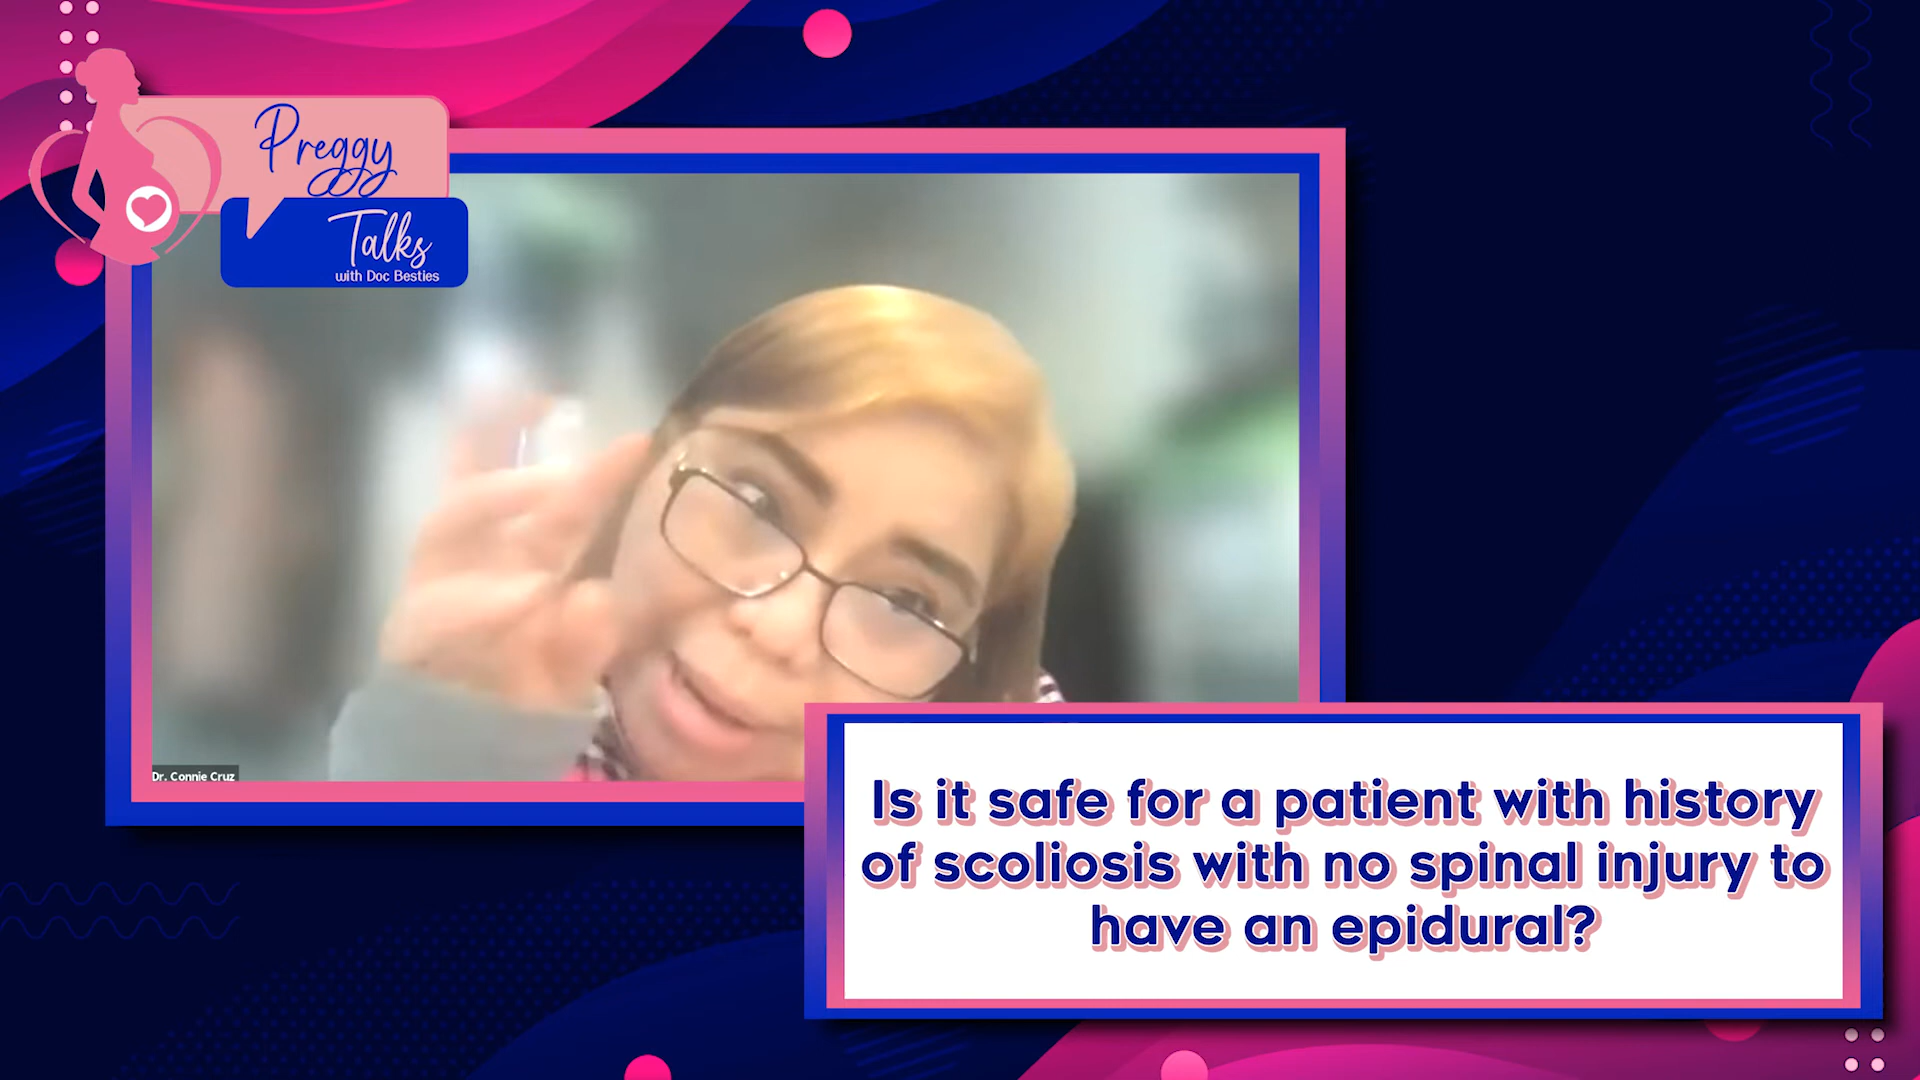 Preggy
Talks
with Doc Besties
Dr. Connie Cruz
Is it safe for a patient with history
of scoliosis with no spinal injury to
have an epidural?